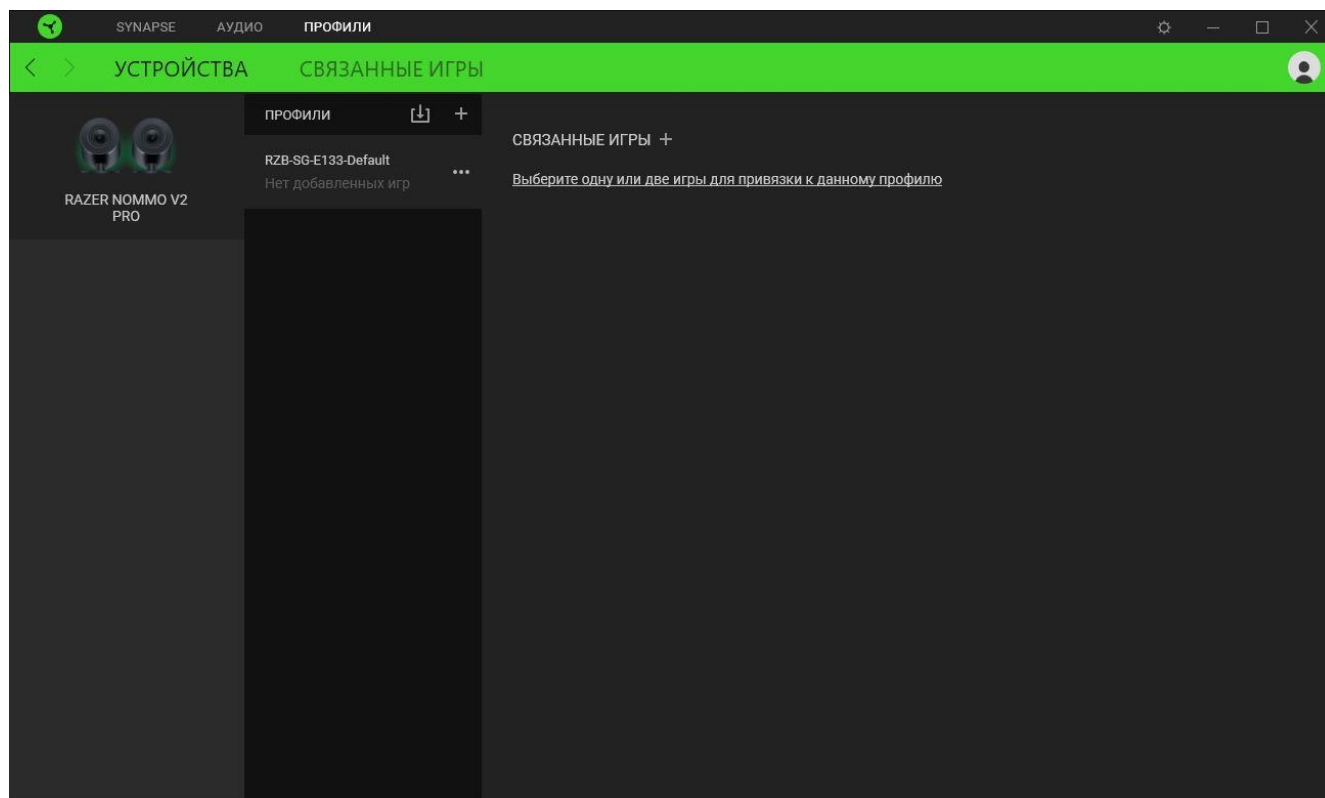 SYNAPSE АУДИО ПРОФИЛИ
УСТРОЙСТВА СВЯЗАННЫЕ ИГРЫ
RAZER NOMMO V2
PRO
ПРОФИЛИ
RZB-SG-E133-Default
Нет добавленных игр
СВЯЗАННЫЕ ИГРЫ +
Выберите одну или две игры для привязки к данному профилю